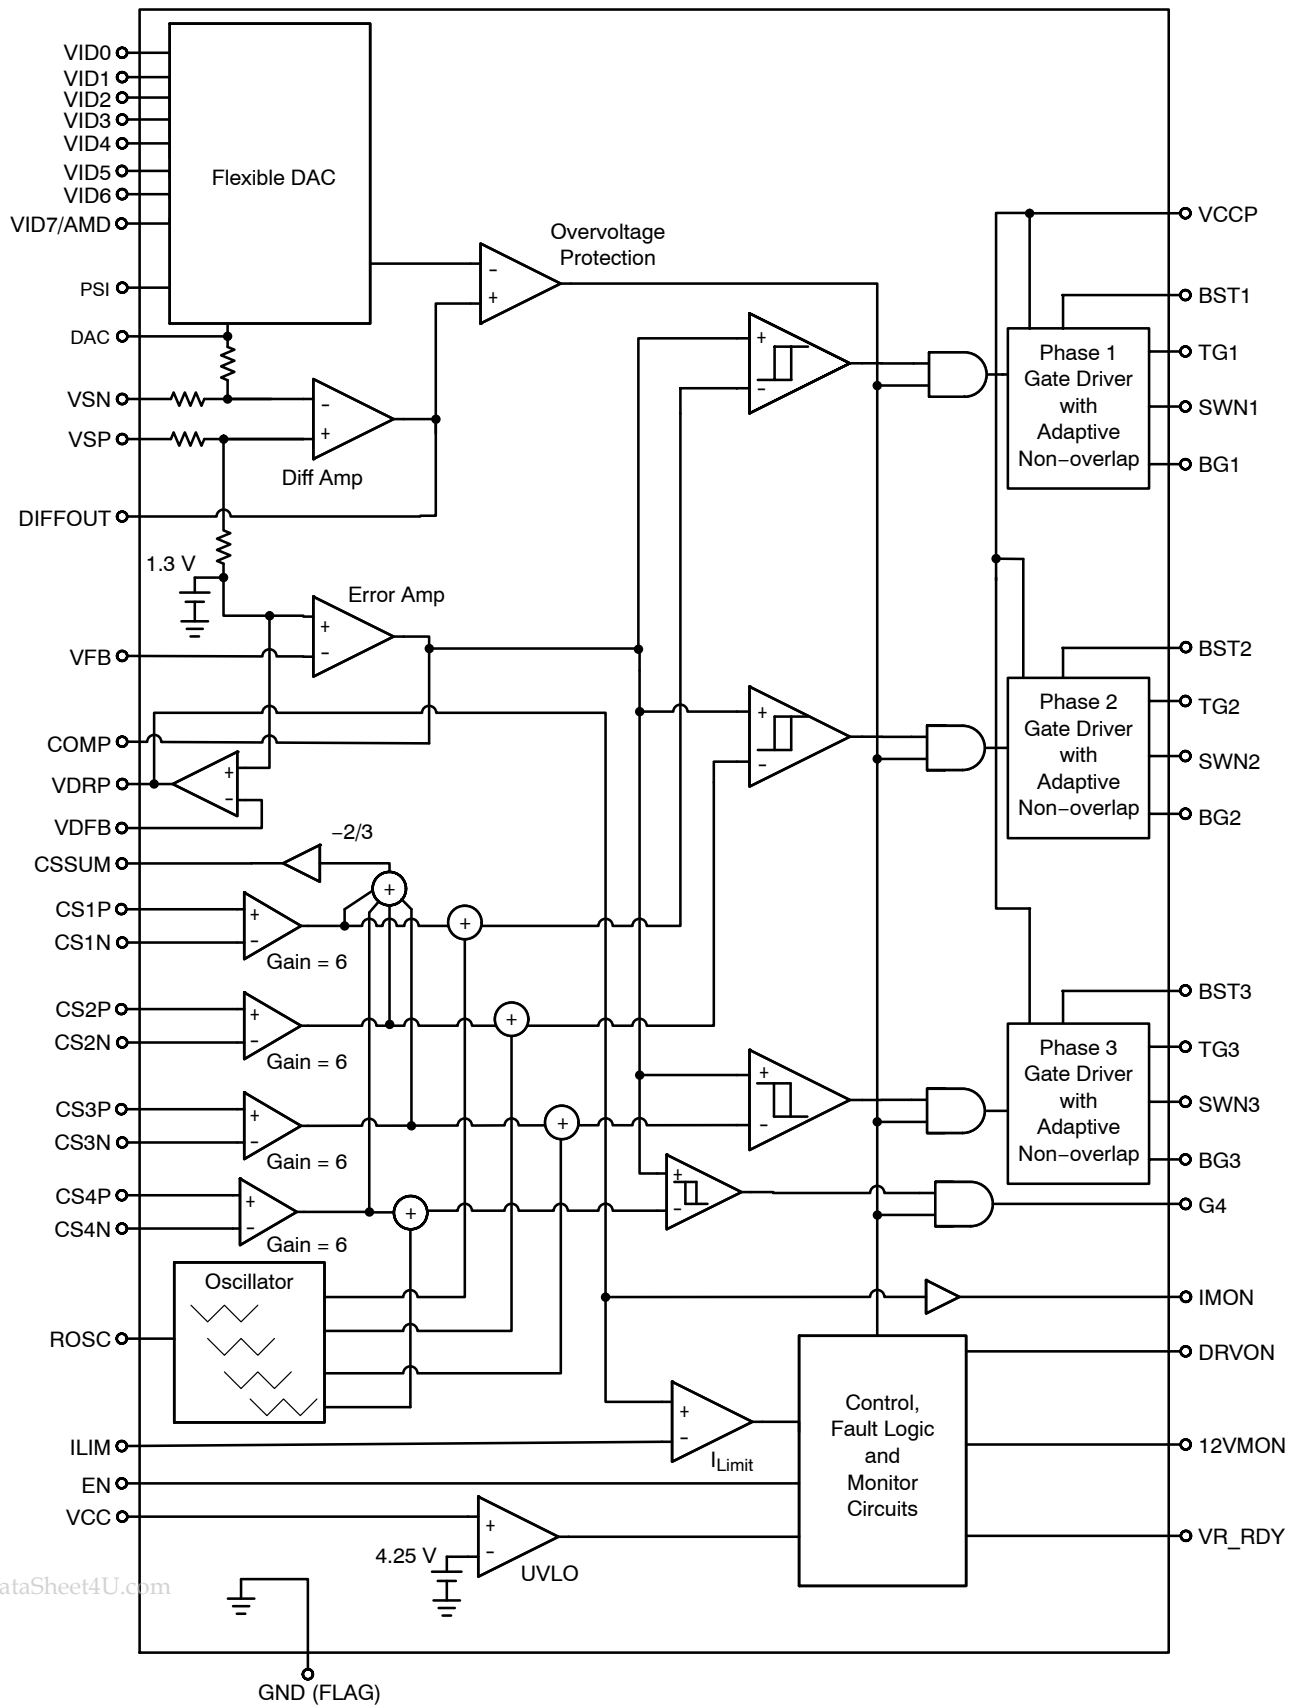 VID0
VID1
VID2
VID3
VID4
VID5
VID6
VID7/AMD
PSI
DAC
VSN
VSP
DIFFOUT
Flexible DAC
Overvoltage
Protection
-
+
-
+
Diff Amp
1.3 V
Error Amp
+
-
VFB
COMP
VDRP
VDFB
+
-
CSSUM
−2/3
+
CS1P
CS1N
+
-
Gain = 6
+
CS2P
CS2N
+
-
Gain = 6
+
CS3P
CS3N
+
-
Gain = 6
+
CS4P
CS4N
+
-
Gain = 6
+
Oscillator
ROSC
ILIM
EN
VCC
+
-
ILimit
4.25 V
+
-
UVLO
Control,
Fault Logic
and
Monitor
Circuits
+
-
+
-
+
-
+
-
VCCP
BST1
TG1
SWN1
BG1
Phase 1
Gate Driver
with
Adaptive
Non−overlap
BST2
TG2
SWN2
BG2
Phase 2
Gate Driver
with
Adaptive
Non−overlap
BST3
TG3
SWN3
BG3
Phase 3
Gate Driver
with
Adaptive
Non−overlap
G4
IMON
DRVON
12VMON
VR_RDY
GND (FLAG)
ataSheet4U.com